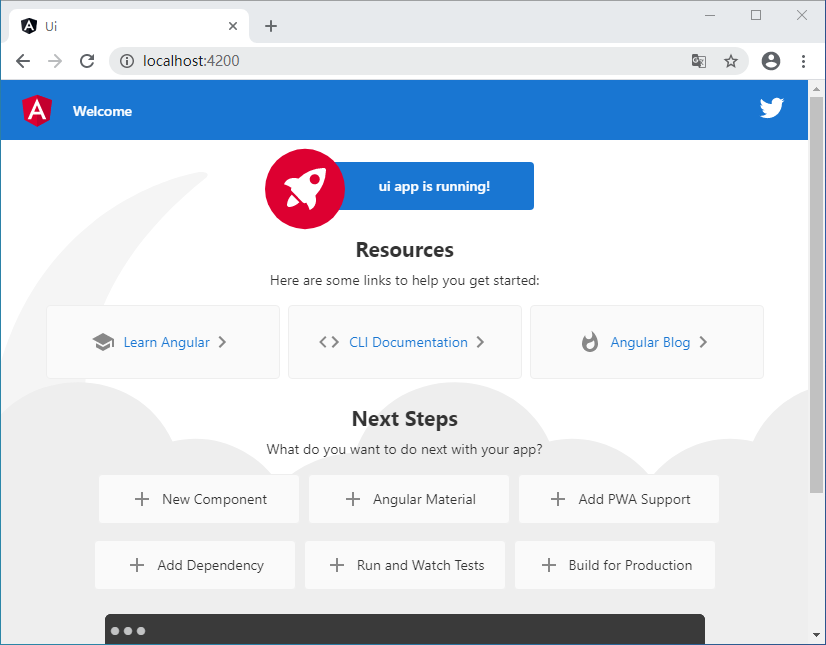 Ui
localhost:4200
Welcome
ui app is running!
Resources
Here are some links to help you get started:
Learn Angular
CLI Documentation
Angular Blog
Next Steps
What do you want to do next with your app?
New Component
Angular Material
Add PWA Support
Add Dependency
Run and Watch Tests
Build for Production